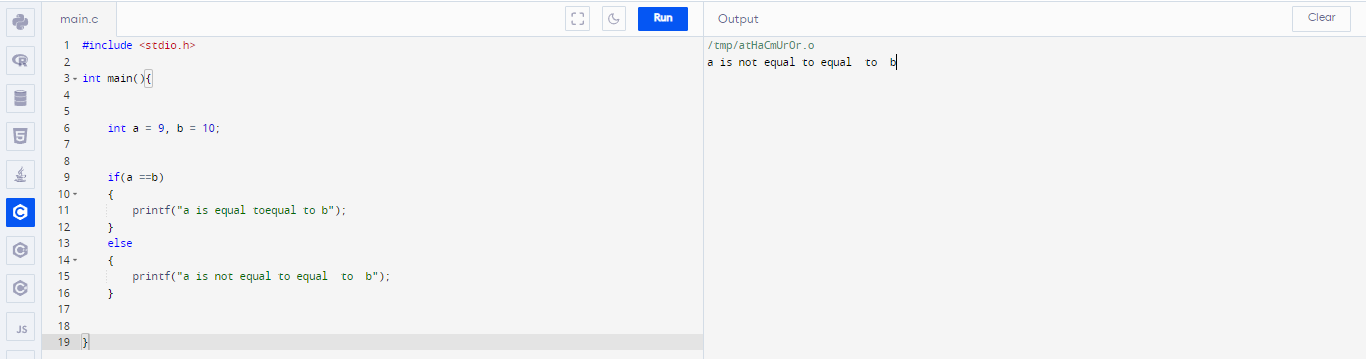 main.c
Run
Output
Clear
1 #include <stdio.h>
2
3 int main(){
4
5
6 int a = 9, b = 10;
7
8
9 if(a ==b)
10 {
11 printf("a is equal toequal to b");
12 }
13 else
14 {
15 printf("a is not equal to equal  to  b");
16 }
17
18
19 }
/tmp/atHaCmUrOr.o
a is not equal to equal  to  b
R
5
C
C
C
JS